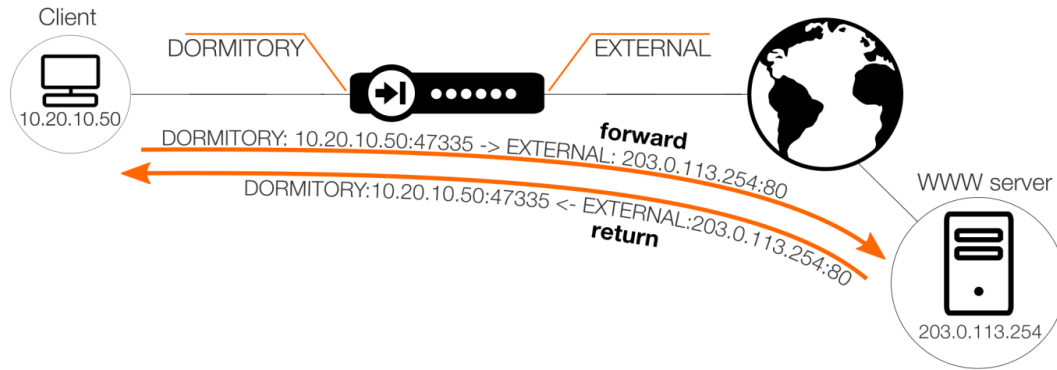 Client
DORMITORY
EXTERNAL
10.20.10.50
DORMITORY: 10.20.10.50:47335 -> EXTERNAL: 203.0.113.254:80
forward
DORMITORY:10.20.10.50:47335 <- EXTERNAL:203.0.113.254:80
return
WWW server
203.0.113.254